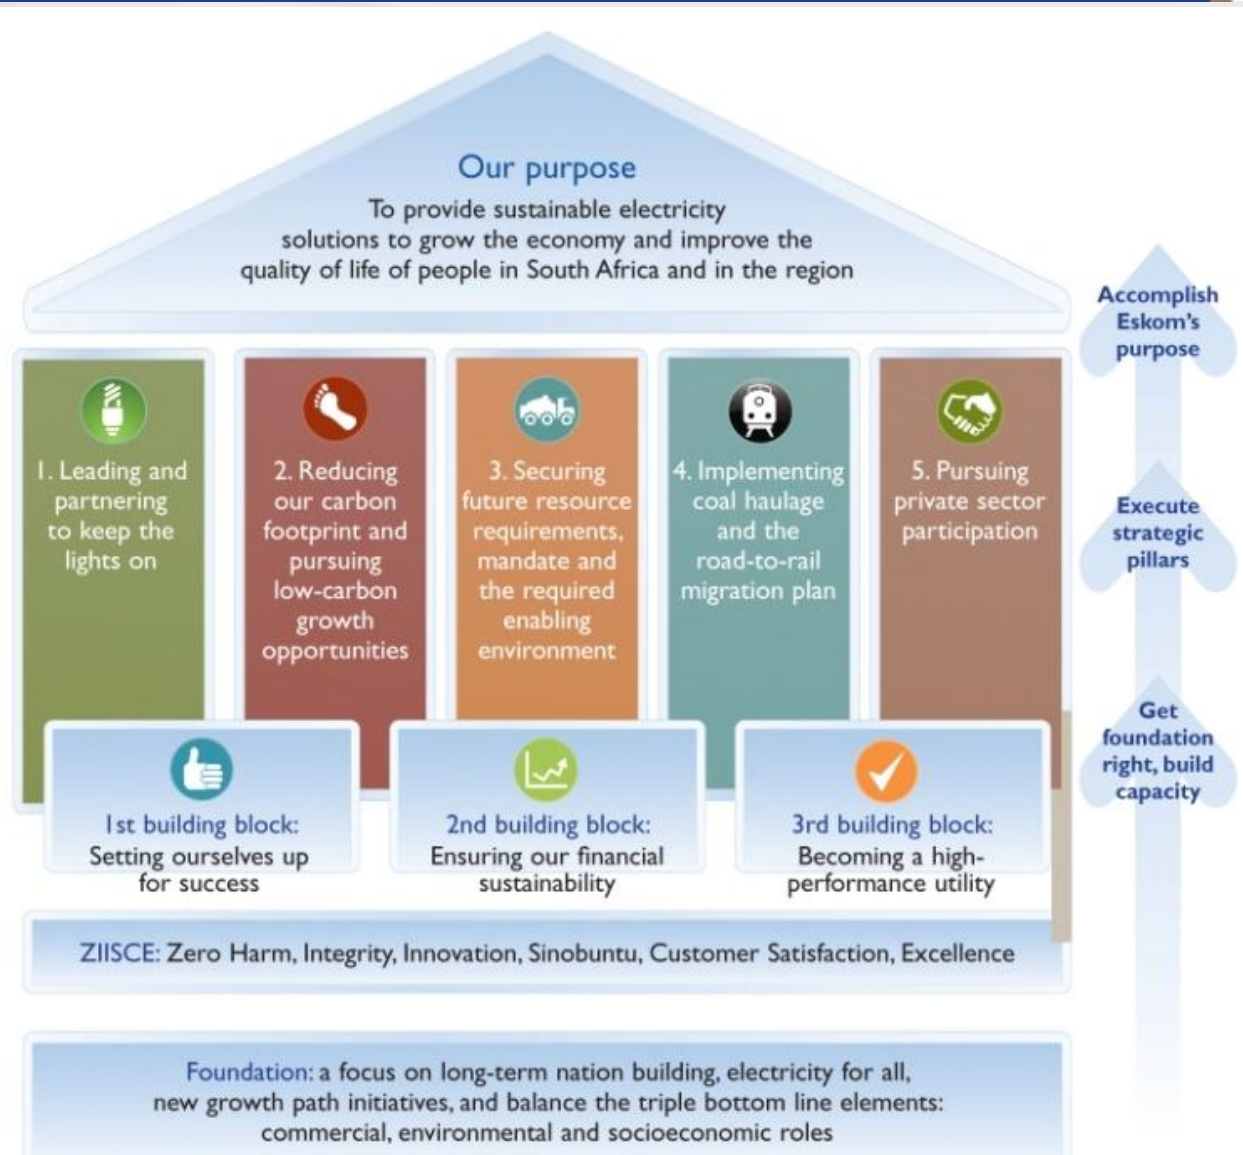 Our purpose
To provide sustainable electricity
solutions to grow the economy and improve the
quality of life of people in South Africa and in the region
Accomplish
Eskom's
purpose
1. Leading and
partnering
to keep the
lights on
2. Reducing
our carbon
footprint and
pursuing
low-carbon
growth
opportunities
3. Securing
future resource
requirements,
mandate and
the required
enabling
environment
4. Implementing
coal haulage
and the
road-to-rail
migration plan
5. Pursuing
private sector
participation
Execute
strategic
pillars
1st building block:
Setting ourselves up
for success
2nd building block:
Ensuring our financial
sustainability
3rd building block:
Becoming a high-
performance utility
Get
foundation
right, build
capacity
ZIISCE: Zero Harm, Integrity, Innovation, Sinobuntu, Customer Satisfaction, Excellence
Foundation: a focus on long-term nation building, electricity for all,
new growth path initiatives, and balance the triple bottom line elements:
commercial, environmental and socioeconomic roles